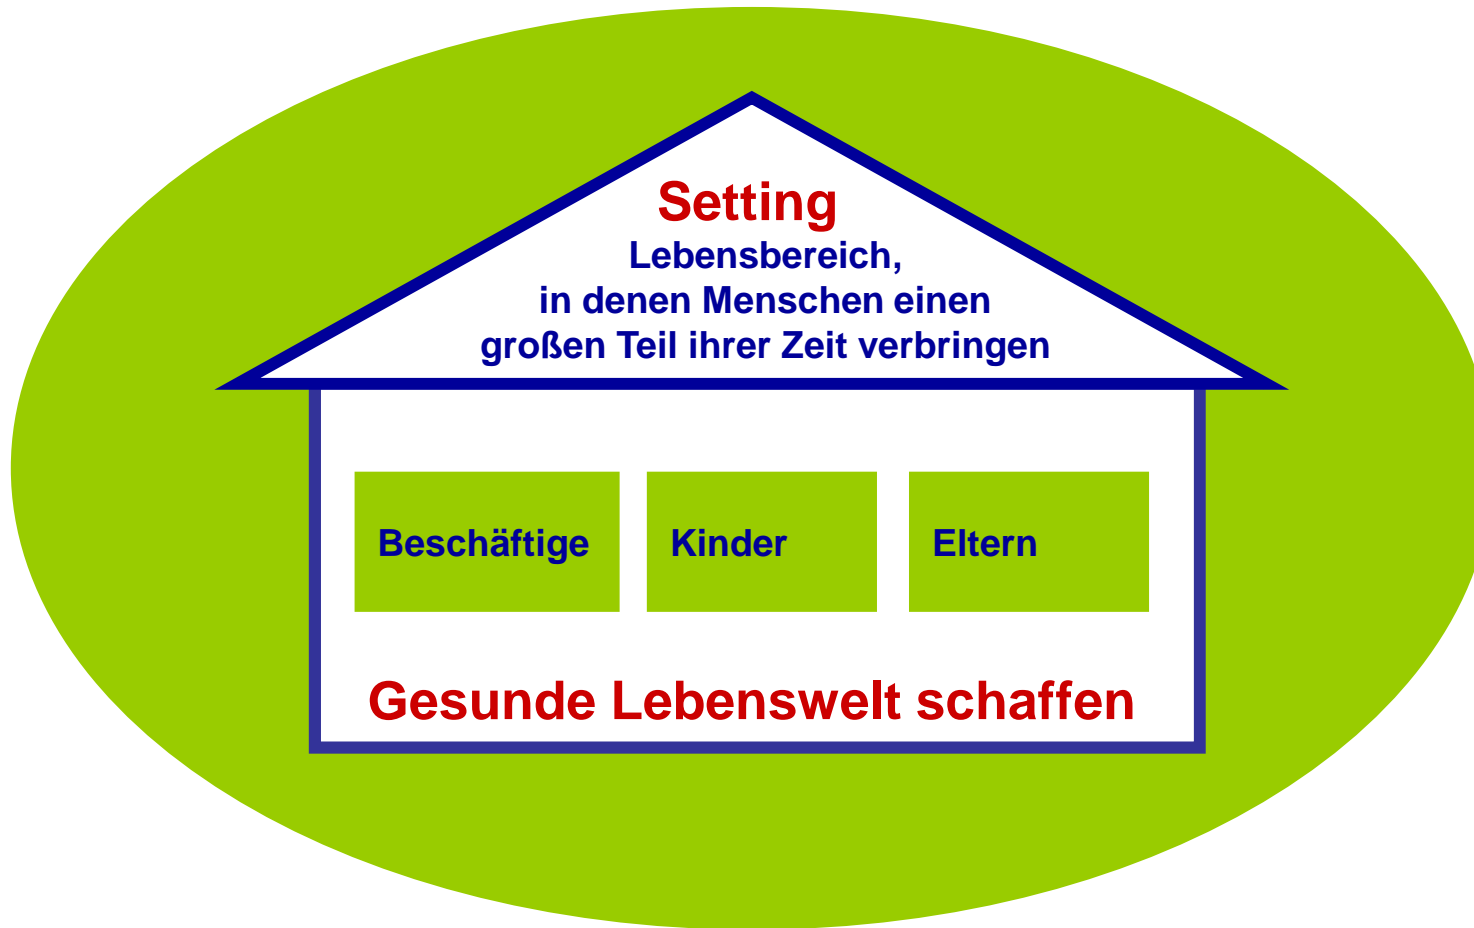 Setting
Lebensbereich,
in denen Menschen einen
großen Teil ihrer Zeit verbringen
Beschäftige
Kinder
Eltern
Gesunde Lebenswelt schaffen